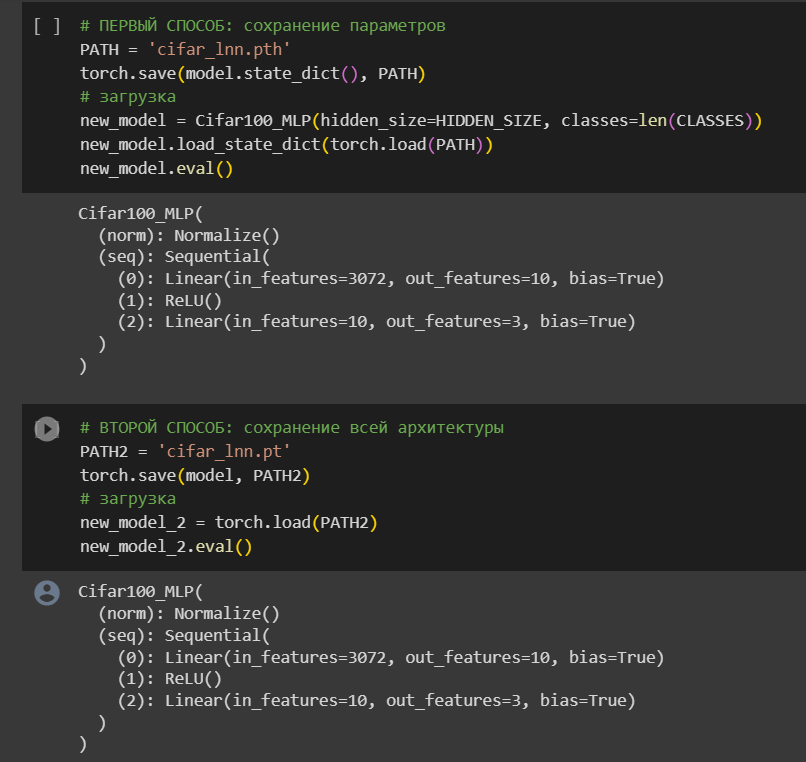 [ ] # ПЕРВЫЙ СПОСОБ: сохранение параметров
PATH = 'cifar_lnn.pth'
torch.save(model.state_dict(), PATH)
# загрузка
new_model = Cifar100_MLP(hidden_size=HIDDEN_SIZE, classes=len(CLASSES))
new_model.load_state_dict(torch.load(PATH))
new_model.eval()
Cifar100_MLP(
  (norm): Normalize()
  (seq): Sequential(
    (0): Linear(in_features=3072, out_features=10, bias=True)
    (1): ReLU()
    (2): Linear(in_features=10, out_features=3, bias=True)
  )
)
# ВТОРОЙ СПОСОБ: сохранение всей архитектуры
PATH2 = 'cifar_lnn.pt'
torch.save(model, PATH2)
# загрузка
new_model_2 = torch.load(PATH2)
new_model_2.eval()
Cifar100_MLP(
  (norm): Normalize()
  (seq): Sequential(
    (0): Linear(in_features=3072, out_features=10, bias=True)
    (1): ReLU()
    (2): Linear(in_features=10, out_features=3, bias=True)
  )
)